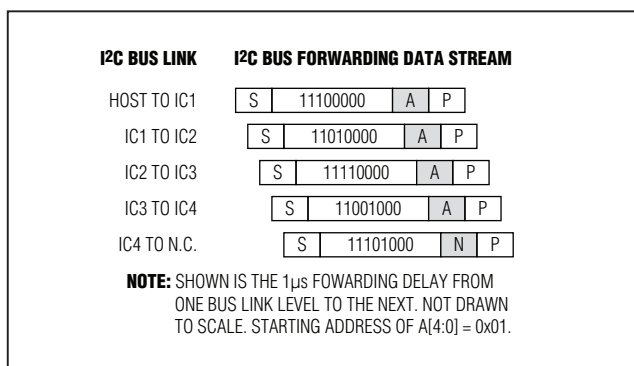 I2C BUS LINK I2C BUS FORWARDING DATA STREAM
HOST TO IC1 S 11100000 A P
IC1 TO IC2 S 11010000 A P
IC2 TO IC3 S 11110000 A P
IC3 TO IC4 S 11001000 A P
IC4 TO N.C. S 11101000 N P
NOTE: SHOWN IS THE 1µs FOWARDING DELAY FROM
ONE BUS LINK LEVEL TO THE NEXT. NOT DRAWN
TO SCALE. STARTING ADDRESS OF A[4:0] = 0x01.